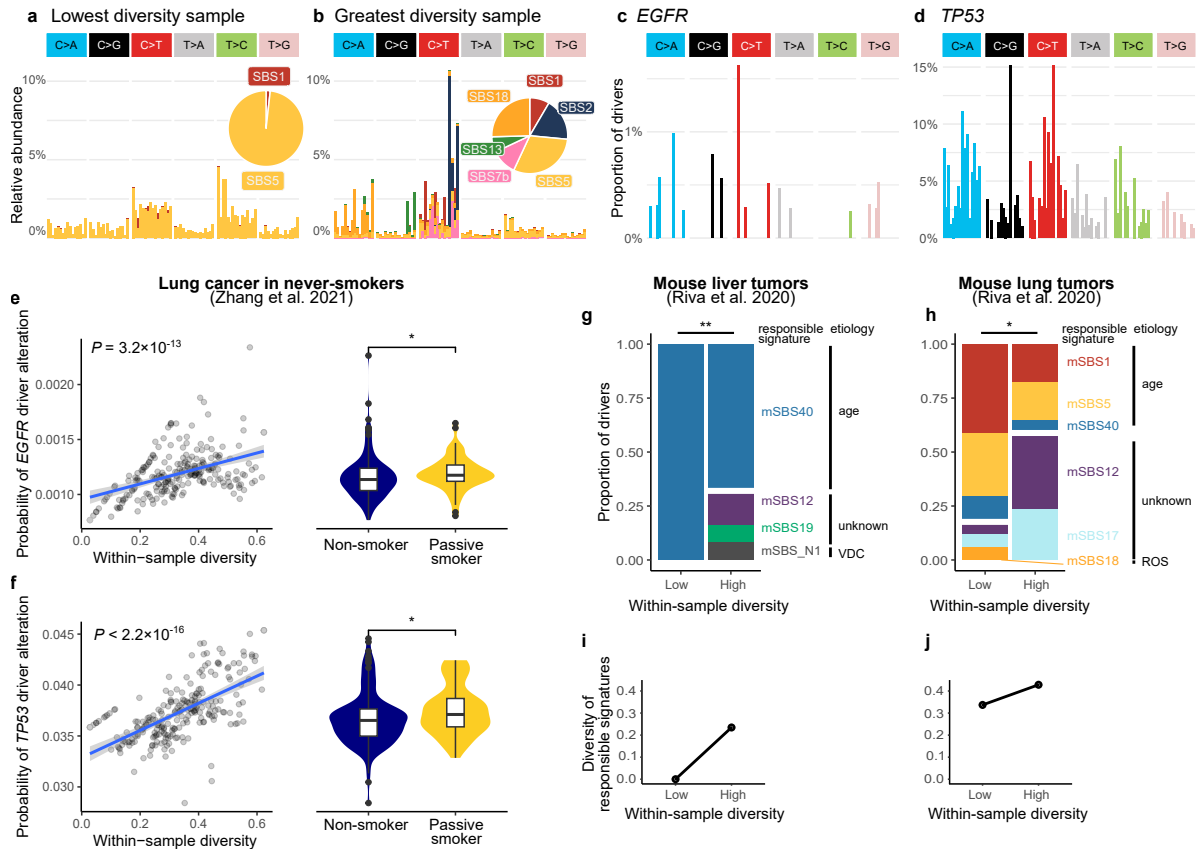 a Lowest diversity sample
C>A C>G C>T T>A T>C T>G
Relative abundance
10%
5%
0%
SBS1
SBS5
b Greatest diversity sample
C>A C>G C>T T>A T>C T>G
10%
5%
0%
SBS1
SBS18
SBS2
SBS13
SBS7b
SBS5
c EGFR
C>A C>G C>T T>A T>C T>G
Proportion of drivers
1%
0%
d TP53
C>A C>G C>T T>A T>C T>G
15%
10%
5%
0%
Lung cancer in never-smokers
(Zhang et al. 2021)
e
Probability of EGFR driver alteration
P = 3.2×10-13
0.0020
0.0015
0.0010
0.0 0.2 0.4 0.6
Within−sample diversity
*
Non−smoker
Passive
smoker
f
Probability of TP53 driver alteration
P < 2.2×10-16
0.045
0.040
0.035
0.030
0.0 0.2 0.4 0.6
Within−sample diversity
*
Non−smoker
Passive
smoker
Mouse liver tumors
(Riva et al. 2020)
g
**
responsible
signature
etiology
Proportion of drivers
1.00
0.75
0.50
0.25
0.00
mSBS40
mSBS12
mSBS19
mSBS_N1
age
unknown
VDC
Low High
Within-sample diversity
Mouse lung tumors
(Riva et al. 2020)
h
*
responsible
signature
etiology
1.00
0.75
0.50
0.25
0.00
mSBS1
mSBS5
mSBS40
mSBS12
mSBS17
mSBS18
age
unknown
ROS
Low High
Within-sample diversity
i
Diversity of
responsible signatures
0.4
0.3
0.2
0.1
0.0
Low High
Within-sample diversity
j
0.4
0.3
0.2
0.1
0.0
Low High
Within-sample diversity